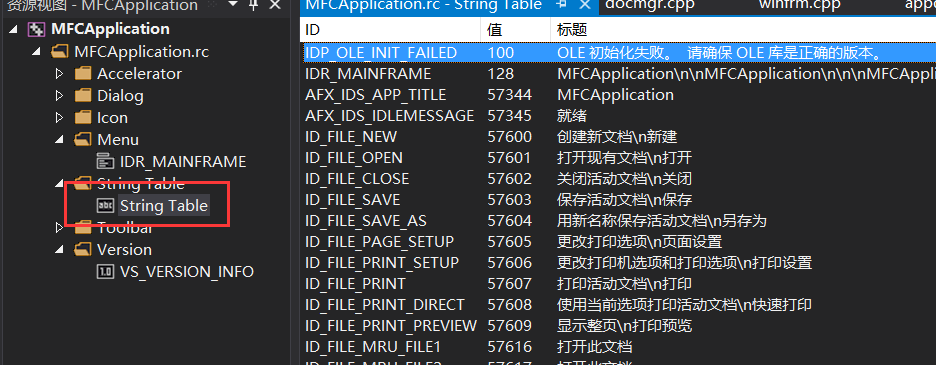 资源视图 - MFCApplication
MFCApplication
MFCApplication.rc
Accelerator
Dialog
Icon
Menu
IDR_MAINFRAME
String Table
String Table
Toolbar
Version
VS_VERSION_INFO
MFCApplication.rc - String Table docmgr.cpp winfrm.cpp
ID 值 标题
IDP_OLE_INIT_FAILED 100 OLE 初始化失败。 请确保 OLE 库是正确的版本。
IDR_MAINFRAME 128 MFCApplication\n\nMFCApplication\n\n\nMFCAppli
AFX_IDS_APP_TITLE 57344 MFCApplication
AFX_IDS_IDLEMESSAGE 57345 就绪
ID_FILE_NEW 57600 创建新文档\n新建
ID_FILE_OPEN 57601 打开现有文档\n打开
ID_FILE_CLOSE 57602 关闭活动文档\n关闭
ID_FILE_SAVE 57603 保存活动文档\n保存
ID_FILE_SAVE_AS 57604 用新名称保存活动文档\n另存为
ID_FILE_PAGE_SETUP 57605 更改打印选项\n页面设置
ID_FILE_PRINT_SETUP 57606 更改打印机选项和打印选项\n打印设置
ID_FILE_PRINT 57607 打印活动文档\n打印
ID_FILE_PRINT_DIRECT 57608 使用当前选项打印活动文档\n快速打印
ID_FILE_PRINT_PREVIEW 57609 显示整页\n打印预览
ID_FILE_MRU_FILE1 57616 打开此文档
ID_FILE_MRU_FILE2 57617 打开此文档